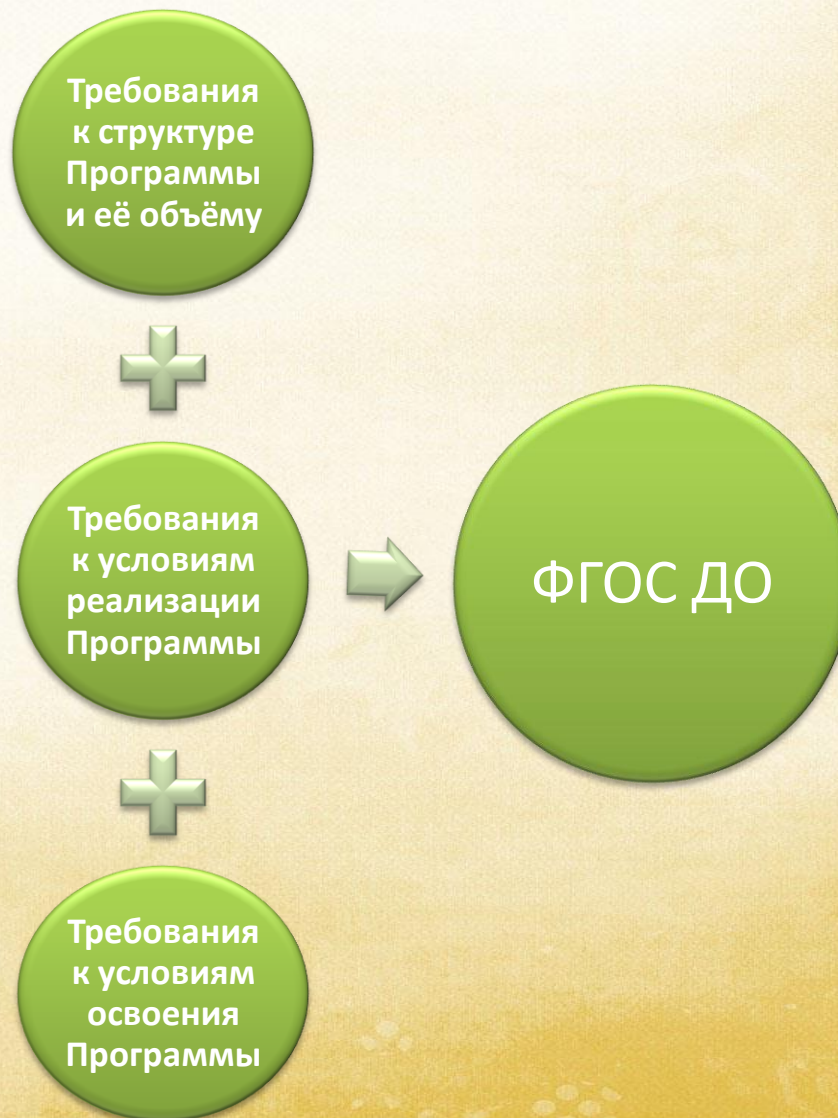 Требования
к структуре
Программы
и её объёму
Требования
к условиям
реализации
Программы
ФГОС ДО
Требования
к условиям
освоения
Программы